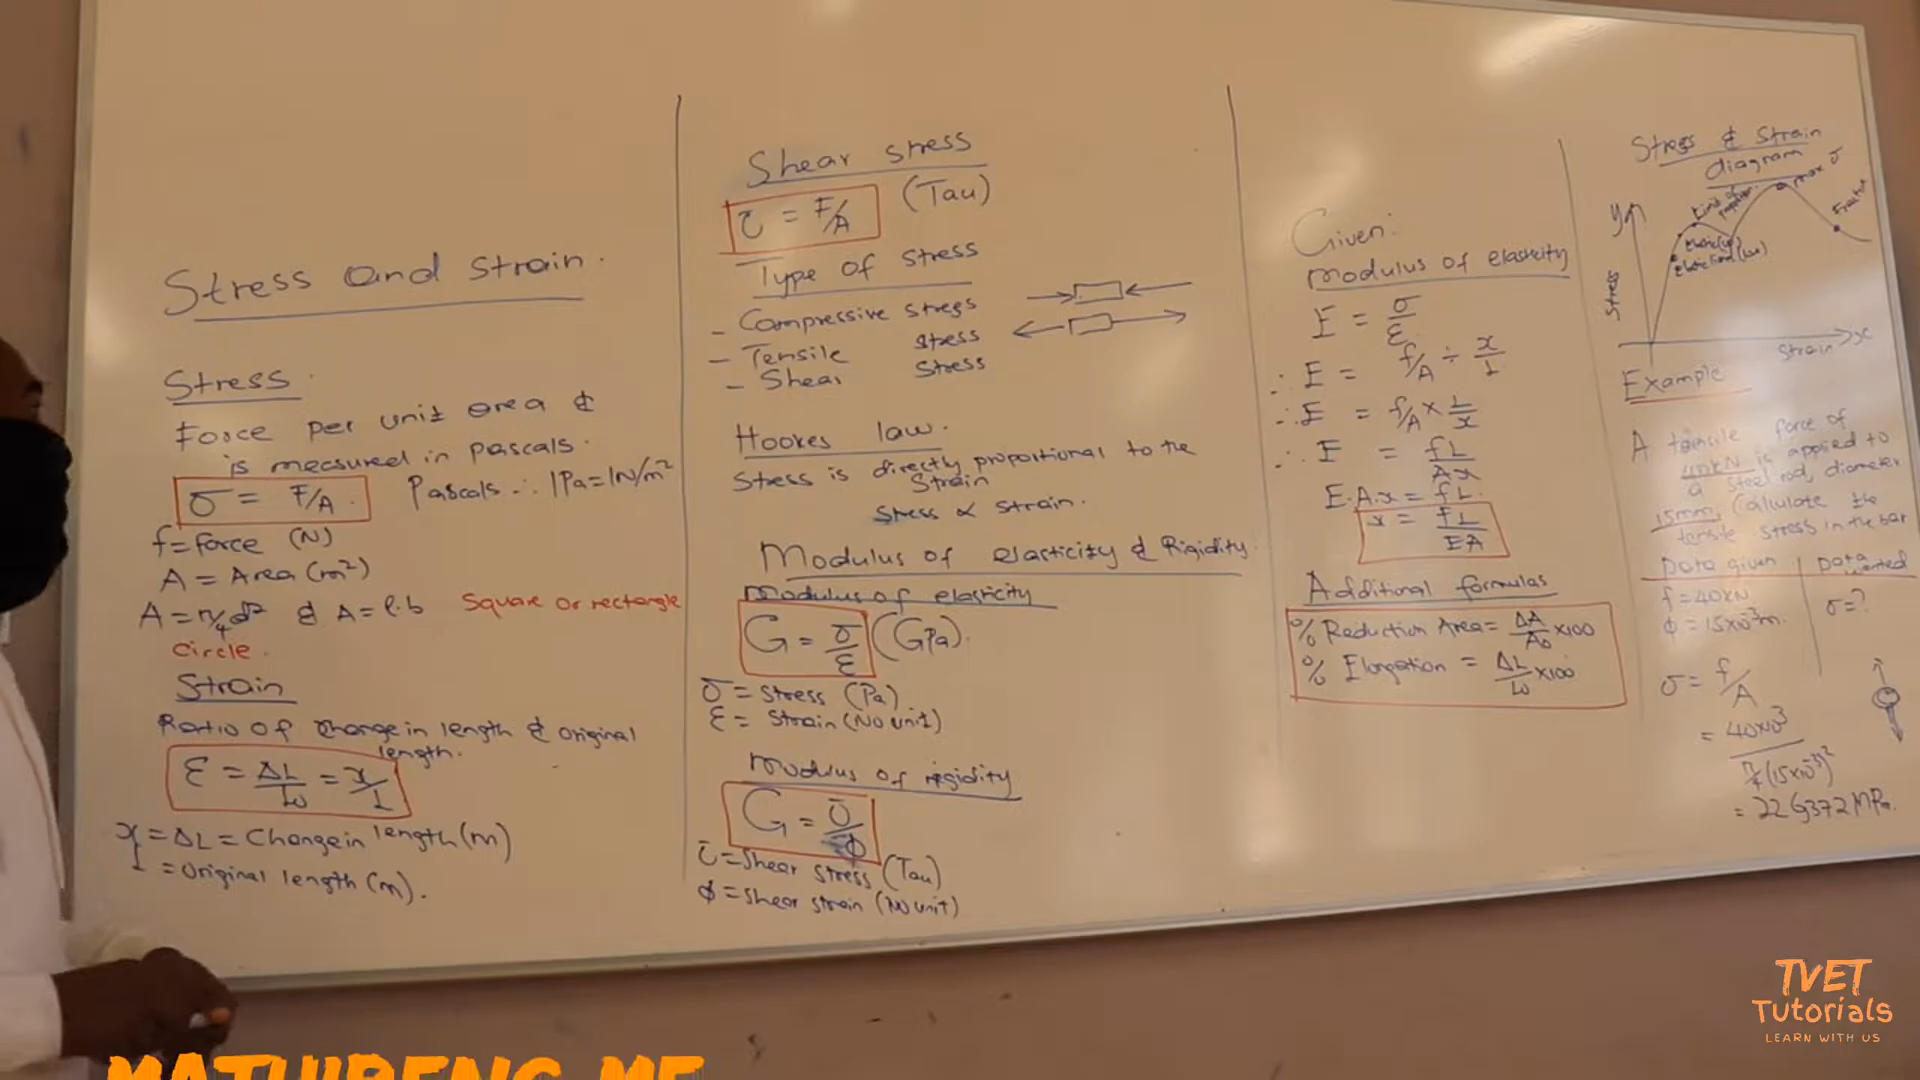 Stress and strain.
Stress.
Force per unit area &
is measured in pascals.
σ = F/A. Pascals ∴ 1Pa=1N/m²
f=force (N)
A = Area (m²)
A = π/4d² & A = l.b Square or rectangle
circle.
Strain
Ratio of change in length & original
length.
ε = ΔL/Lo = x/L
x = ΔL = Change in length (m)
L = original length (m).
Shear stress
τ = F/A (Tau)
Type of stress
- Compressive stress
- Tensile stress
- Shear stress
Hookes law.
Stress is directly proportional to the
Strain
Stress ∝ Strain.
Modulus of elasticity & Rigidity
Modulus of elasticity
G = σ/ε (GPa)
σ = Stress (Pa)
ε = Strain (No unit)
Modulus of rigidity
G = σ/ϕ
τ = Shear stress (Tau)
ϕ = Shear strain (No unit)
Given:
modulus of elasticity
E = σ/ε
∴ E = f/A ÷ x/L
∴ E = f/A × L/x
∴ E = fL/Ax
E.A.x = fL.
x = fL/EA
Additional formulas
% Reduction Area = ΔA/Ao ×100
% Elongation = ΔL/Lo ×100
Stress & Strain
diagram
max σ
Fracture
y
Stress
Strain x
Example
A tensile force of
40kN is applied to
a steel rod, diameter
15mm, Calculate the
tensile stress in the bar
Data given Data wanted
f = 40kN σ=?
ϕ = 15×10⁻³m.
σ = f/A
= 40×10³/π/4(15×10⁻³)²
= 226,372MPa.
TVET
Tutorials
LEARN WITH US
MATHIBENG ME